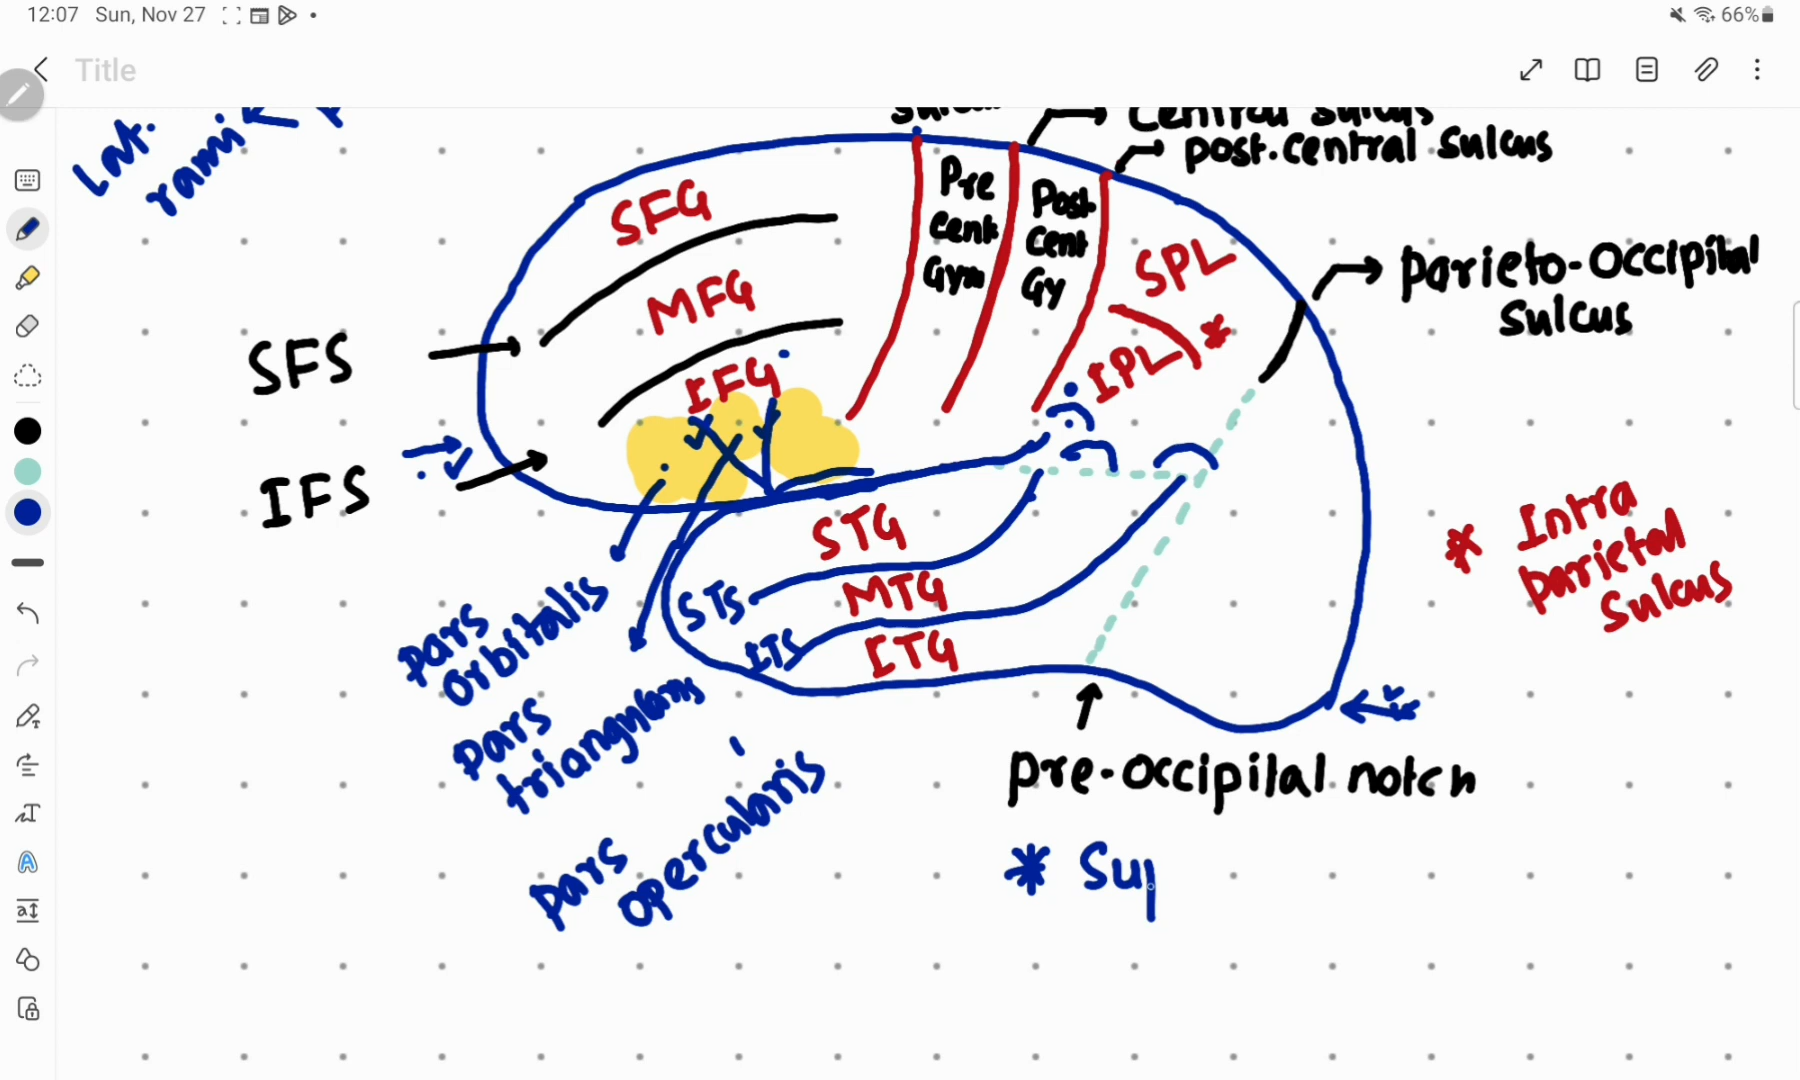 12:07 Sun, Nov 27
66%
Title
Lat.
rami
Central sulcus
post.central sulcus
SFG
Pre
Cent
Gyr
Post
Cent
Gy
SPL
parieto-occipital
sulcus
MFG
IPL *
SFS
IFG
IFS
STG
* Intra
parietal
sulcus
STS
MTG
ITS
ITG
pars
orbitalis
pars
triangularis
pre-occipital notch
pars
opercularis
* Sup